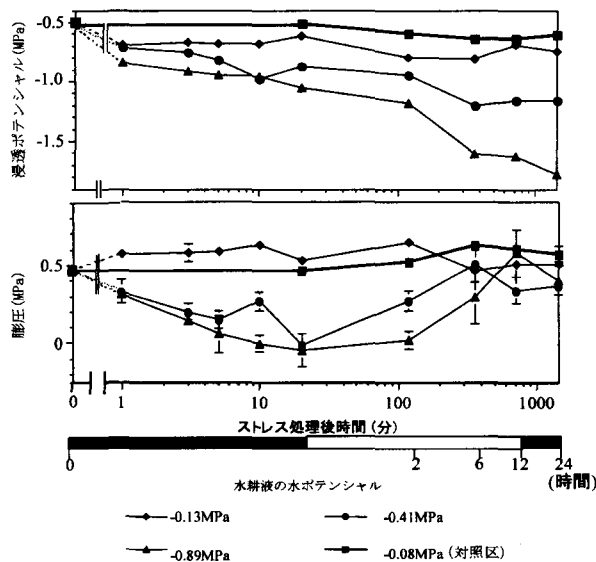 浸透ポテンシャル(MPa)
-0.5
-1.0
-1.5
膨圧(MPa)
0.5
0
0 1 10 100 1000
ストレス処理後時間(分)
0 2 6 12 24
(時間)
水耕液の水ポテンシャル
-0.13MPa
-0.41MPa
-0.89MPa
-0.08MPa(対照区)